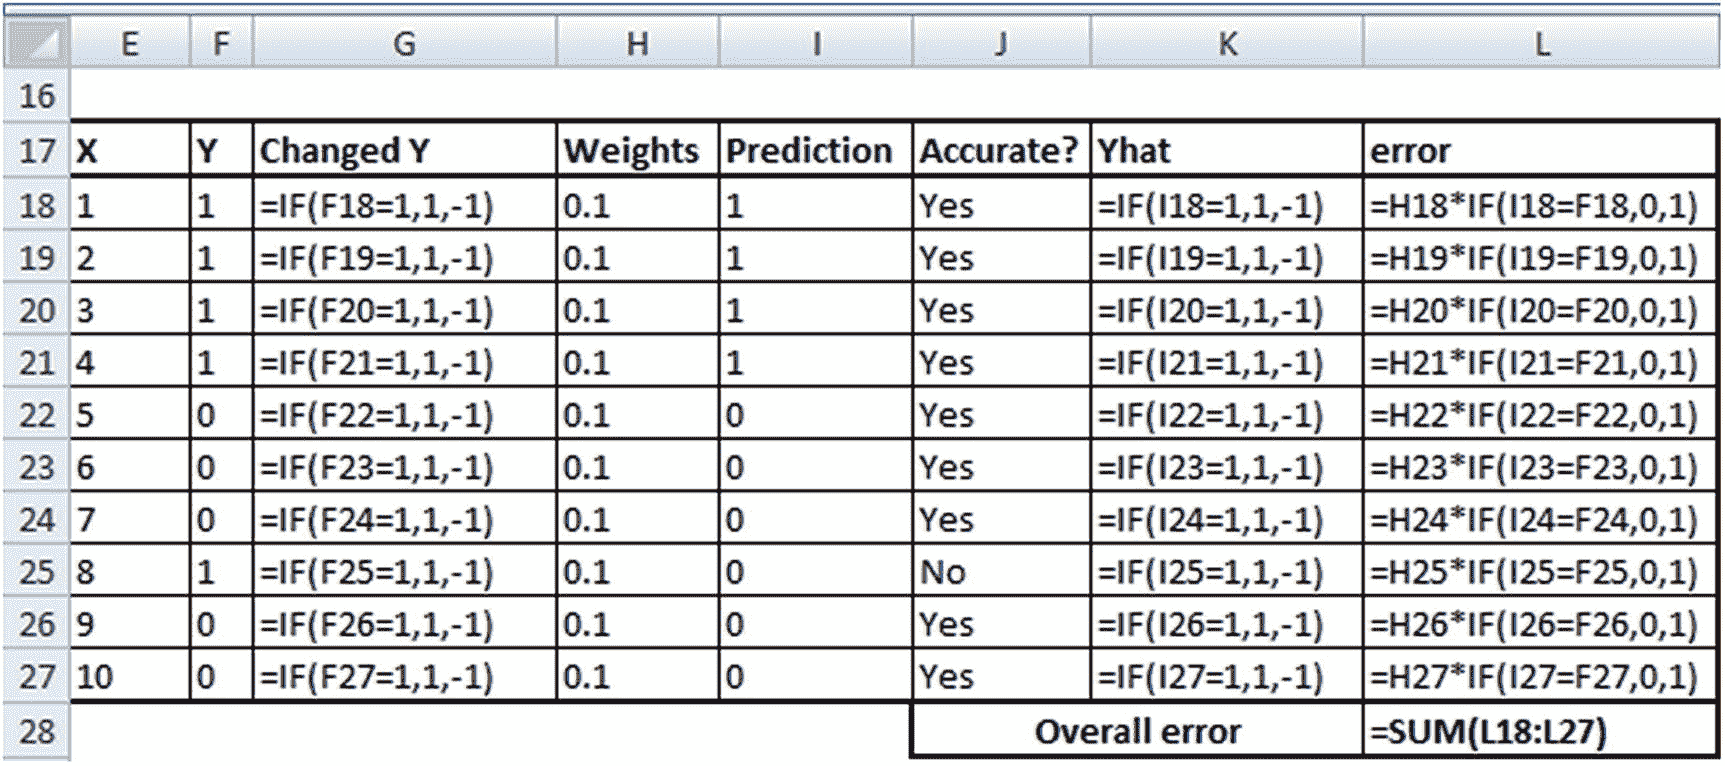 E F G H I J K L
16
17 X Y Changed Y Weights Prediction Accurate? Yhat error
18 1 1 =IF(F18=1,1,-1) 0.1 1 Yes =IF(I18=1,1,-1) =H18*IF(I18=F18,0,1)
19 2 1 =IF(F19=1,1,-1) 0.1 1 Yes =IF(I19=1,1,-1) =H19*IF(I19=F19,0,1)
20 3 1 =IF(F20=1,1,-1) 0.1 1 Yes =IF(I20=1,1,-1) =H20*IF(I20=F20,0,1)
21 4 1 =IF(F21=1,1,-1) 0.1 1 Yes =IF(I21=1,1,-1) =H21*IF(I21=F21,0,1)
22 5 0 =IF(F22=1,1,-1) 0.1 0 Yes =IF(I22=1,1,-1) =H22*IF(I22=F22,0,1)
23 6 0 =IF(F23=1,1,-1) 0.1 0 Yes =IF(I23=1,1,-1) =H23*IF(I23=F23,0,1)
24 7 0 =IF(F24=1,1,-1) 0.1 0 Yes =IF(I24=1,1,-1) =H24*IF(I24=F24,0,1)
25 8 1 =IF(F25=1,1,-1) 0.1 0 No =IF(I25=1,1,-1) =H25*IF(I25=F25,0,1)
26 9 0 =IF(F26=1,1,-1) 0.1 0 Yes =IF(I26=1,1,-1) =H26*IF(I26=F26,0,1)
27 10 0 =IF(F27=1,1,-1) 0.1 0 Yes =IF(I27=1,1,-1) =H27*IF(I27=F27,0,1)
28 Overall error =SUM(L18:L27)